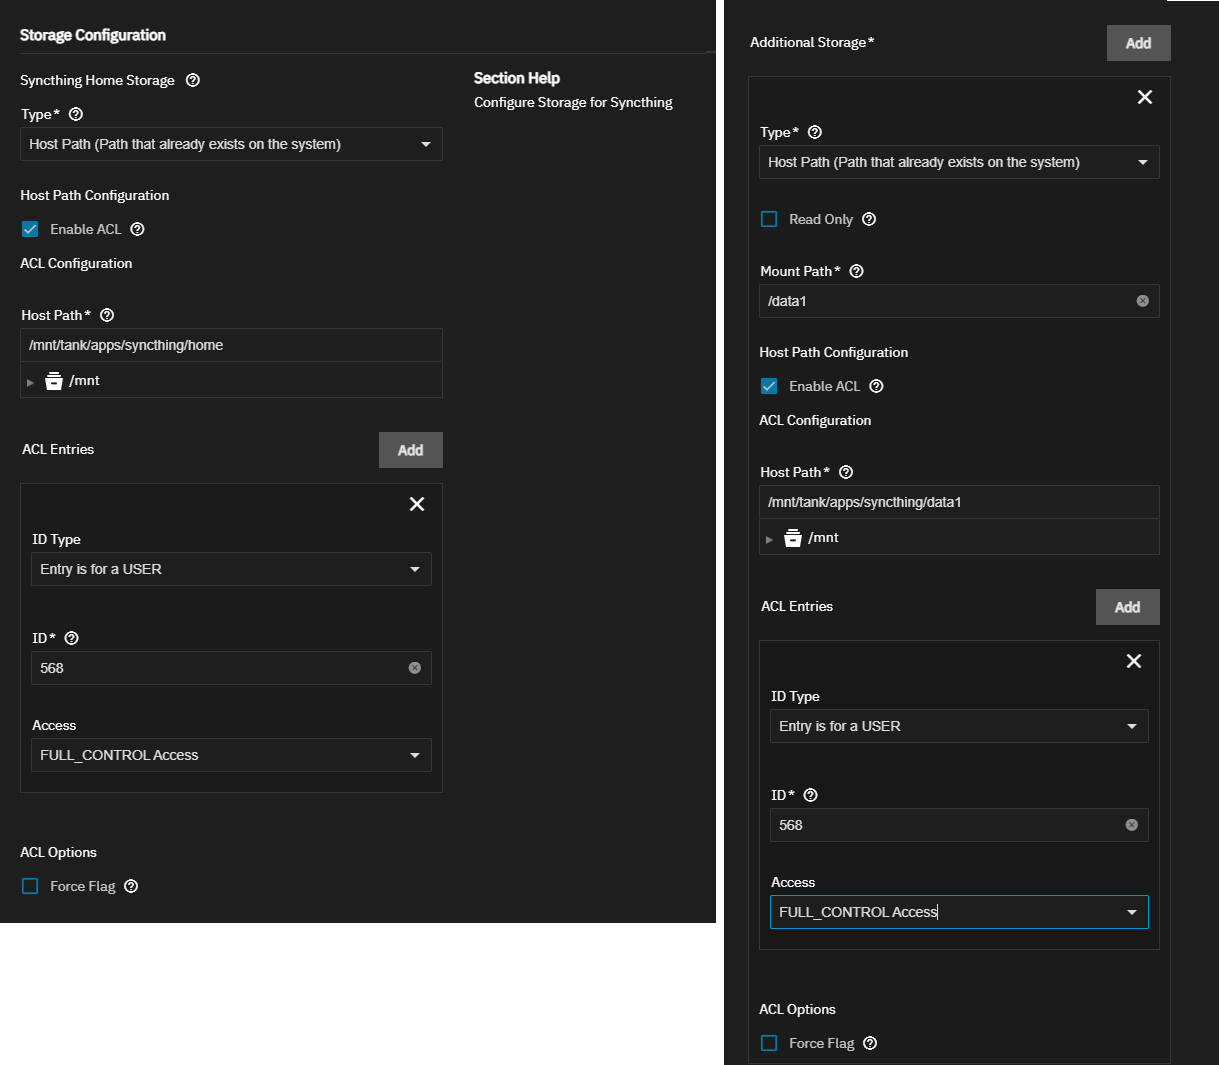 Storage Configuration
Syncthing Home Storage
Type*
Host Path (Path that already exists on the system)
Host Path Configuration
Enable ACL
ACL Configuration
Host Path*
/mnt/tank/apps/syncthing/home
/mnt
ACL Entries
Add
ID Type
Entry is for a USER
ID*
568
Access
FULL_CONTROL Access
ACL Options
Force Flag
Section Help
Configure Storage for Syncthing
Additional Storage*
Add
Type*
Host Path (Path that already exists on the system)
Read Only
Mount Path*
/data1
Host Path Configuration
Enable ACL
ACL Configuration
Host Path*
/mnt/tank/apps/syncthing/data1
/mnt
ACL Entries
Add
ID Type
Entry is for a USER
ID*
568
Access
FULL_CONTROL Access
ACL Options
Force Flag